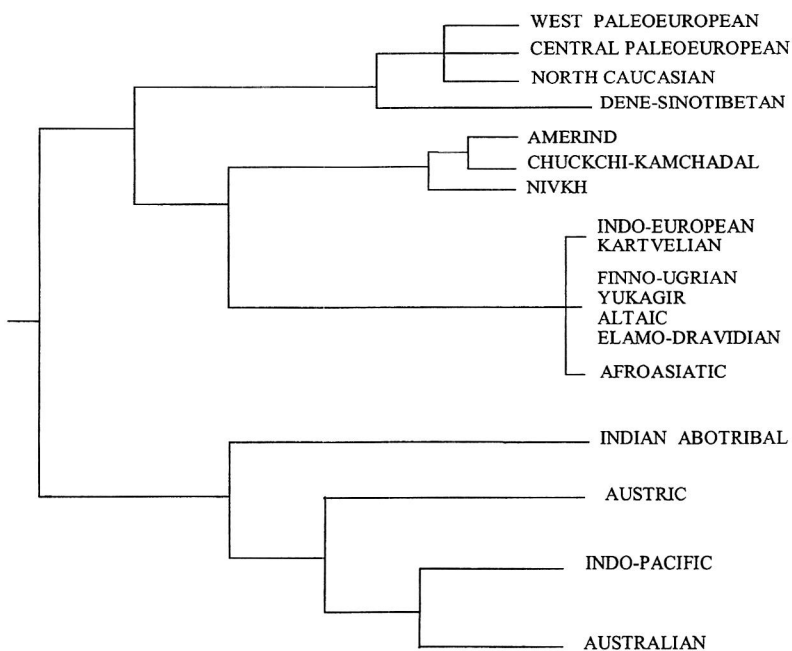 WEST PALEOEUROPEAN
CENTRAL PALEOEUROPEAN
NORTH CAUCASIAN
DENE-SINOTIBETAN
AMERIND
CHUCKCHI-KAMCHADAL
NIVKH
INDO-EUROPEAN
KARTVELIAN
FINNO-UGRIAN
YUKAGIR
ALTAIC
ELAMO-DRAVIDIAN
AFROASIATIC
INDIAN ABOTRIBAL
AUSTRIC
INDO-PACIFIC
AUSTRALIAN